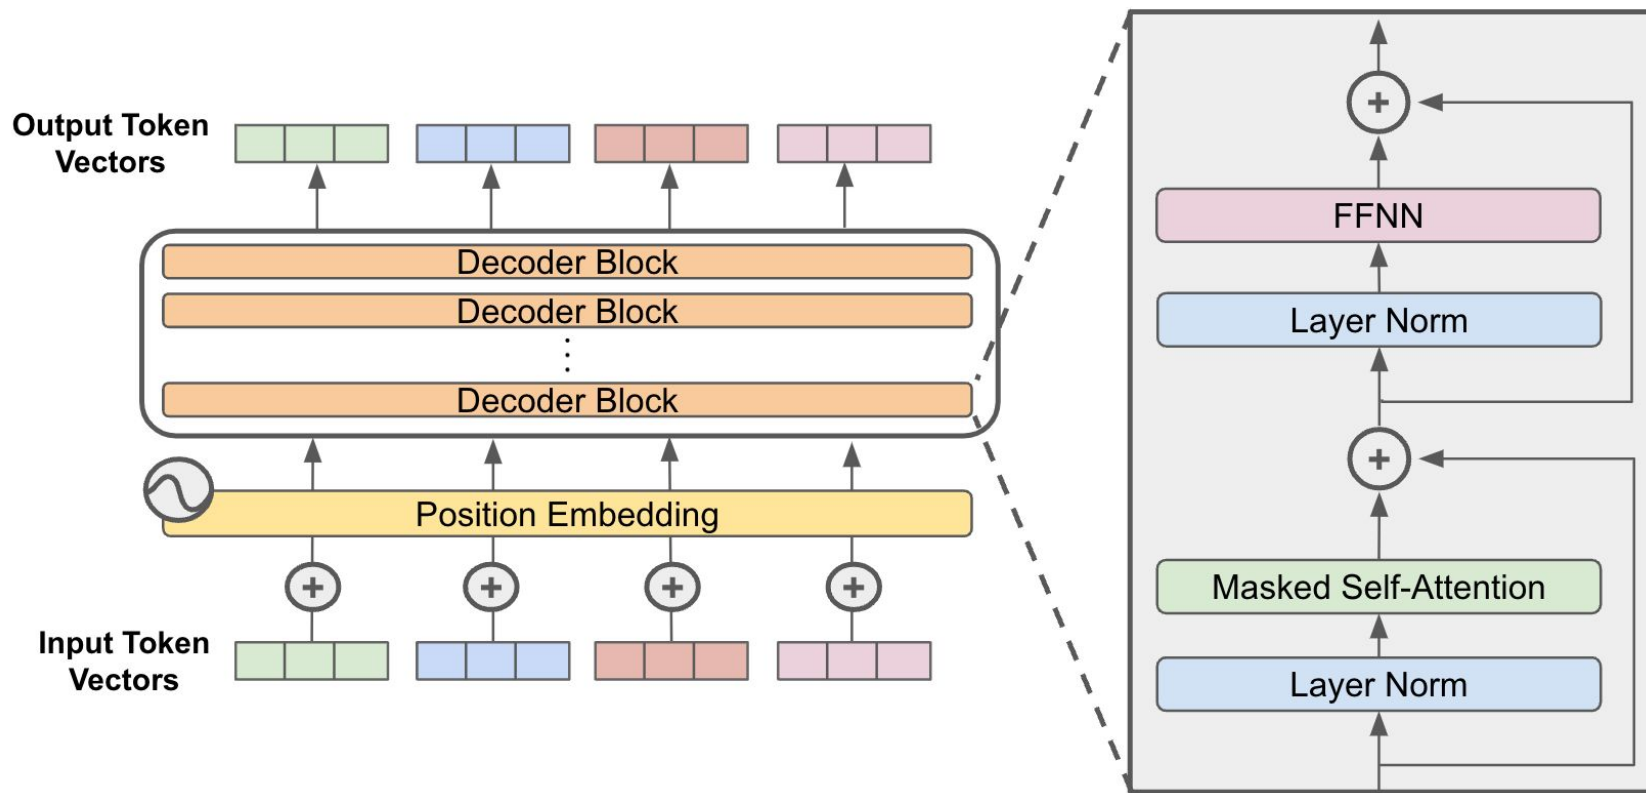 Output Token
Vectors
Decoder Block
Decoder Block
Decoder Block
Position Embedding
Input Token
Vectors
FFNN
Layer Norm
Masked Self-Attention
Layer Norm